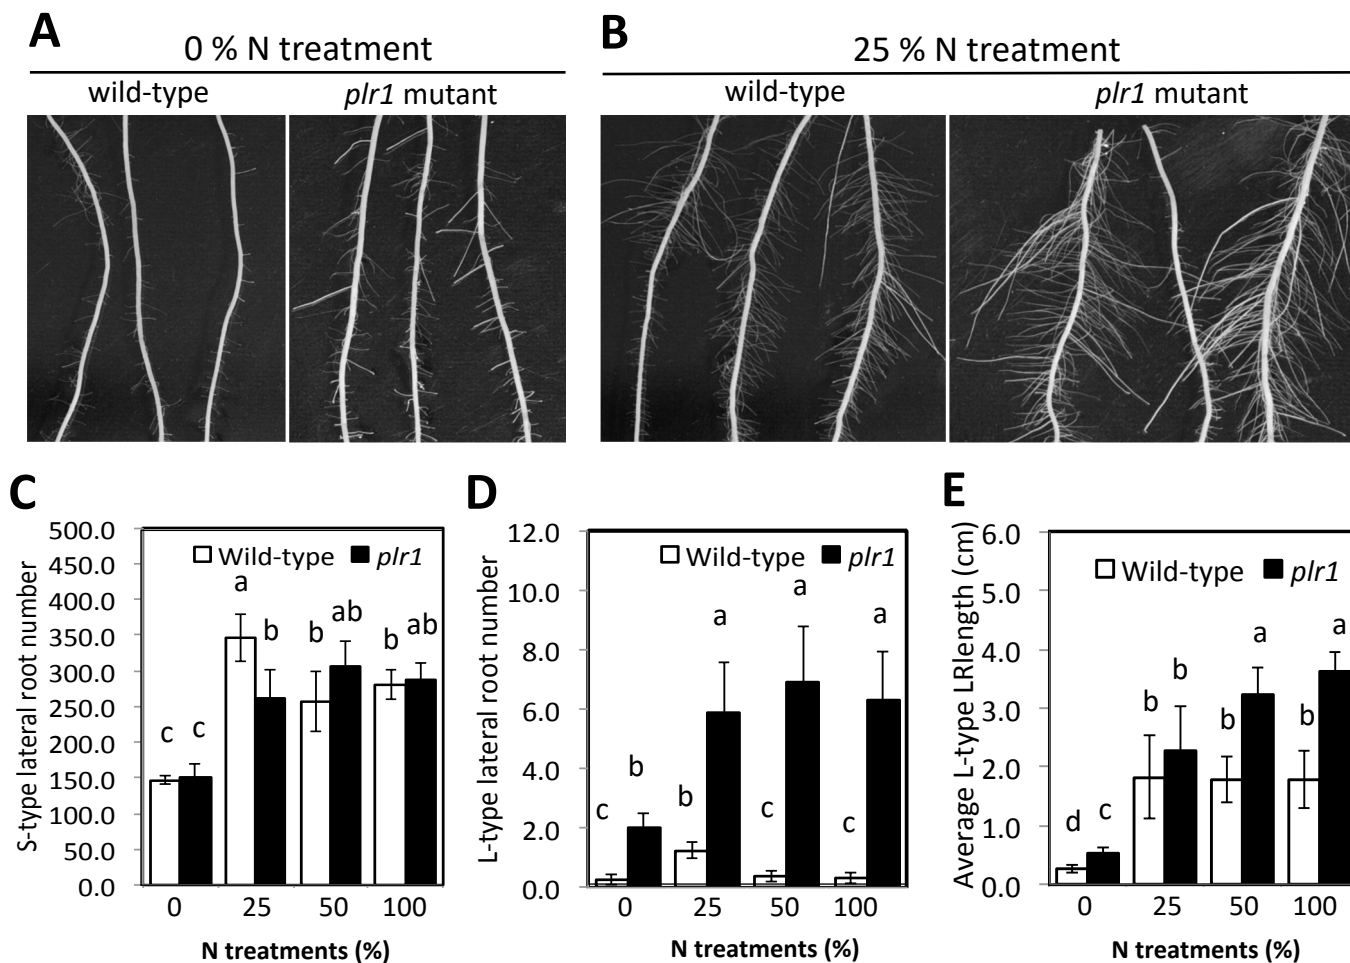 A
0 % N treatment
wild-type
plr1 mutant
B
25 % N treatment
wild-type
plr1 mutant
C
S-type lateral root number
500.0
450.0
400.0
350.0
300.0
250.0
200.0
150.0
100.0
50.0
0.0
Wild-type
plr1
c
c
a
b
b
ab
b
ab
0
25
50
100
N treatments (%)
D
L-type lateral root number
12.0
10.0
8.0
6.0
4.0
2.0
0.0
Wild-type
plr1
c
b
b
a
c
a
c
a
0
25
50
100
N treatments (%)
E
Average L-type LRlength (cm)
6.0
5.0
4.0
3.0
2.0
1.0
0.0
Wild-type
plr1
d
c
b
b
b
a
b
a
0
25
50
100
N treatments (%)